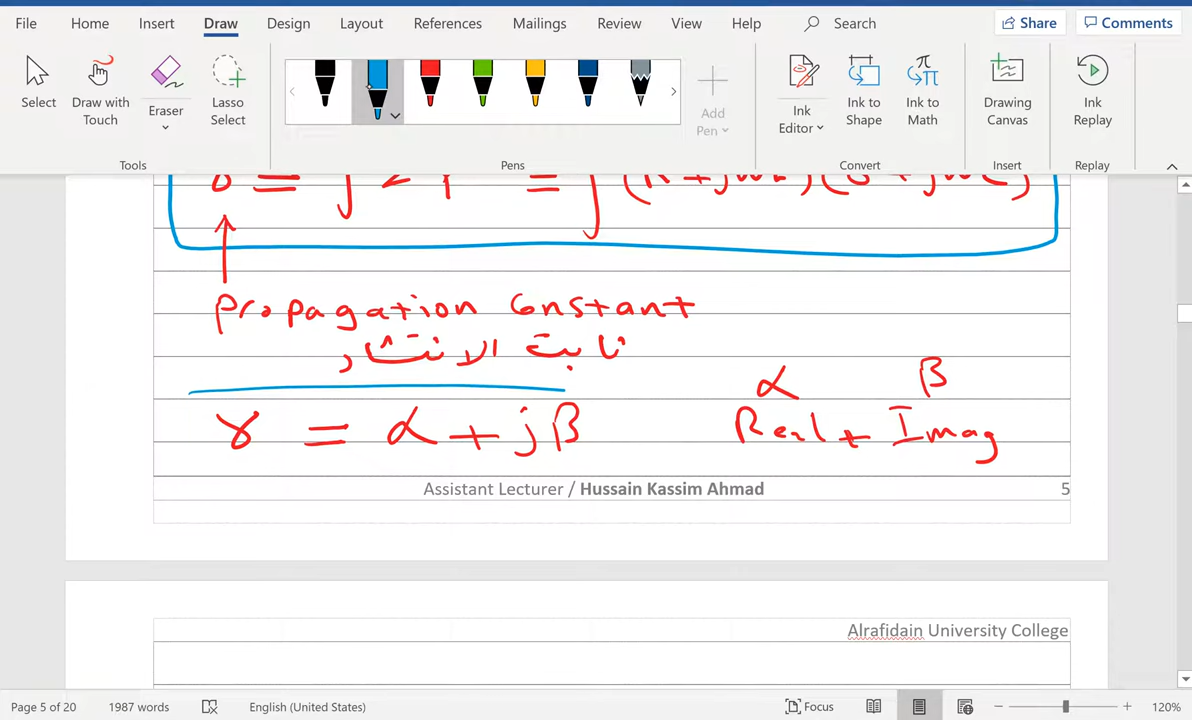 File Home Insert Draw Design Layout References Mailings Review View Help Search Share Comments
Select Draw with Touch Eraser Lasso Select Add Pen Ink Editor Ink to Shape Ink to Math Drawing Canvas Ink Replay
Tools Pens Convert Insert Replay
Propagation Constant
ثابت الانتشار
α β
γ = α + jβ Real + Imag
Assistant Lecturer / Hussain Kassim Ahmad 5
Alrafidain University College
Page 5 of 20 1987 words English (United States) Focus 120%